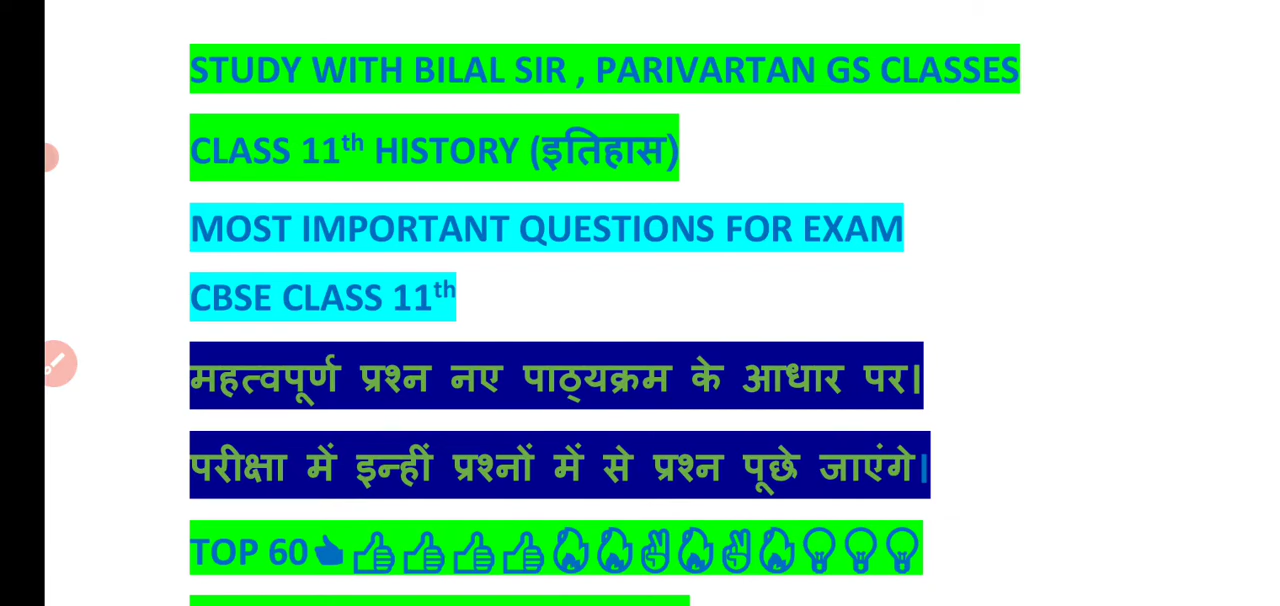 STUDY WITH BILAL SIR , PARIVARTAN GS CLASSES
CLASS 11th HISTORY (इतिहास)
MOST IMPORTANT QUESTIONS FOR EXAM
CBSE CLASS 11th
महत्वपूर्ण प्रश्न नए पाठ्यक्रम के आधार पर।
परीक्षा में इन्हीं प्रश्नों में से प्रश्न पूछे जाएंगे।
TOP 60